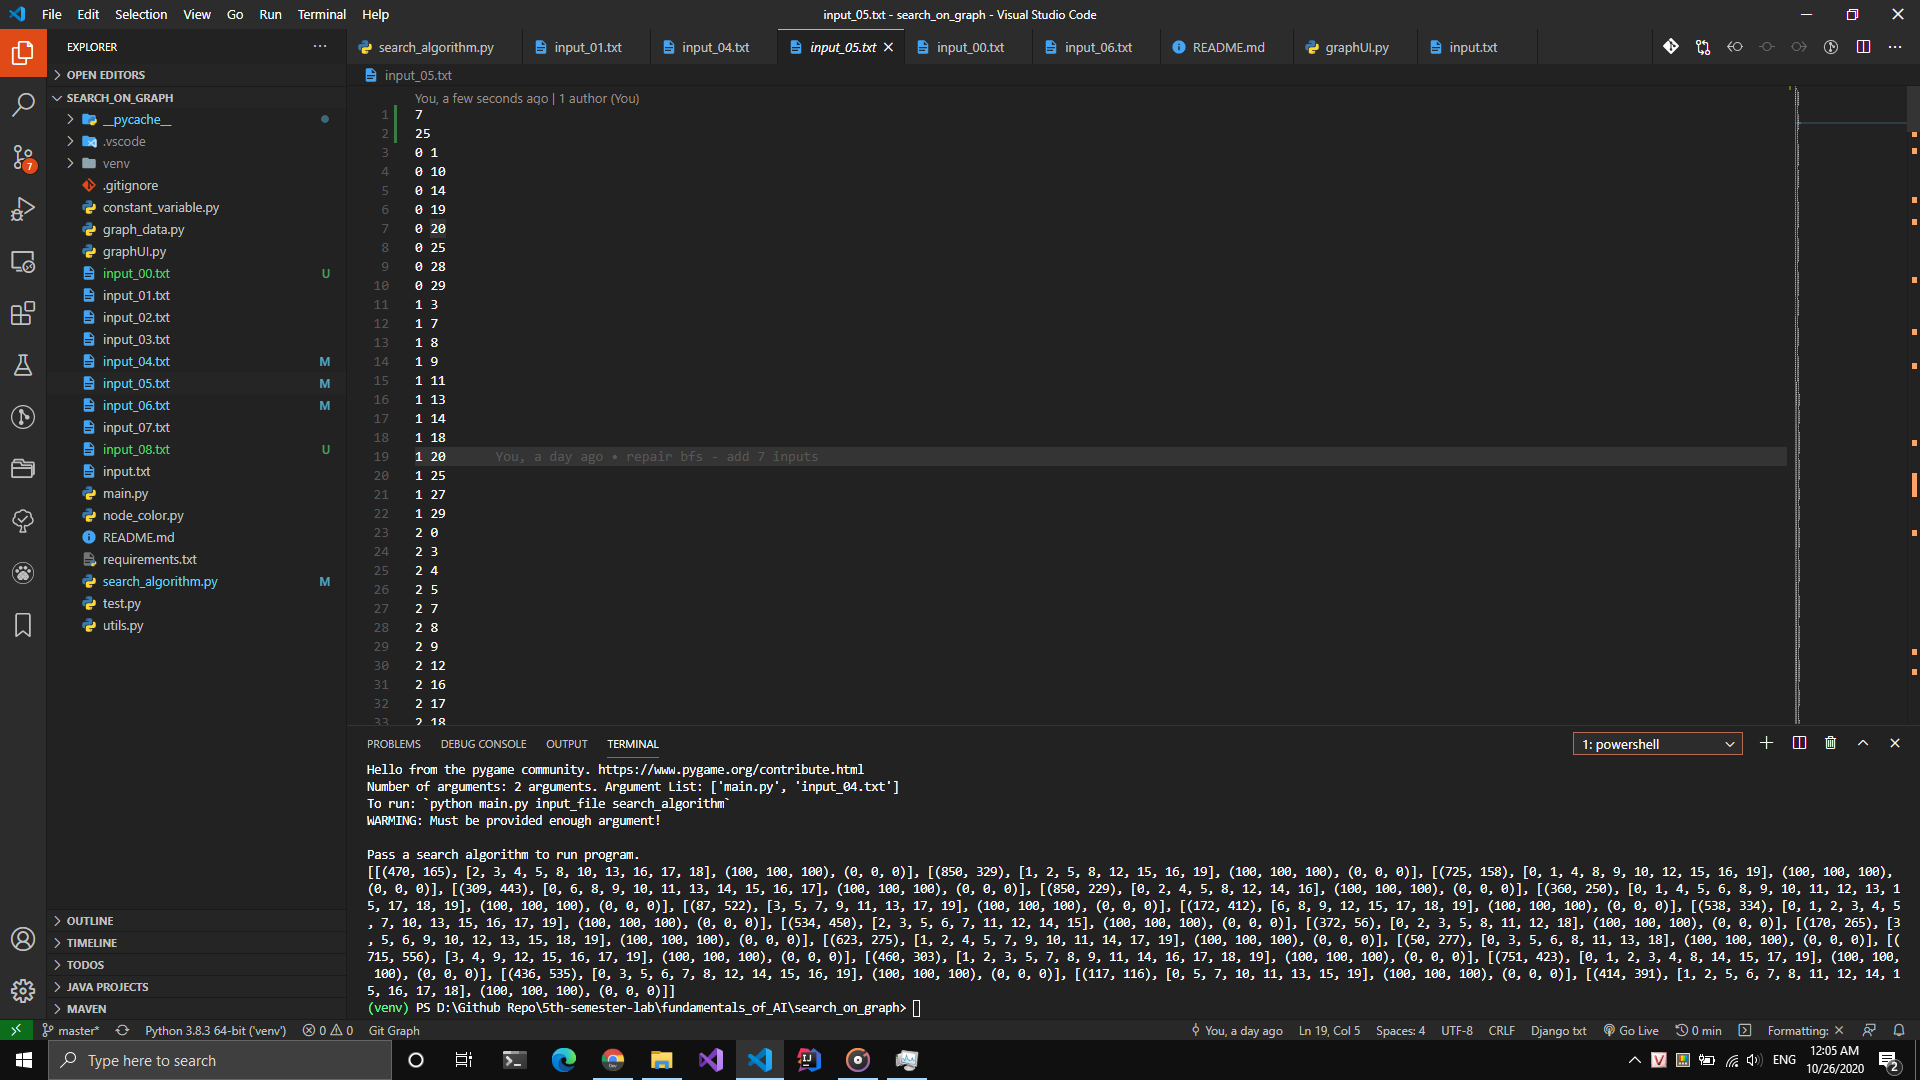 File Edit Selection View Go Run Terminal Help
input_05.txt - search_on_graph - Visual Studio Code
EXPLORER
search_algorithm.py input_01.txt input_04.txt input_05.txt input_00.txt input_06.txt README.md graphUI.py input.txt
OPEN EDITORS
SEARCH_ON_GRAPH
__pycache__
.vscode
venv
.gitignore
constant_variable.py
graph_data.py
graphUI.py
input_00.txt U
input_01.txt
input_02.txt
input_03.txt
input_04.txt M
input_05.txt M
input_06.txt M
input_07.txt
input_08.txt U
input.txt
main.py
node_color.py
README.md
requirements.txt
search_algorithm.py M
test.py
utils.py
OUTLINE
TIMELINE
TODOS
JAVA PROJECTS
MAVEN
7
input_05.txt
You, a few seconds ago | 1 author (You)
1 7
2 25
3 0 1
4 0 10
5 0 14
6 0 19
7 0 20
8 0 25
9 0 28
10 0 29
11 1 3
12 1 7
13 1 8
14 1 9
15 1 11
16 1 13
17 1 14
18 1 18
19 1 20 You, a day ago • repair bfs - add 7 inputs
20 1 25
21 1 27
22 1 29
23 2 0
24 2 3
25 2 4
26 2 5
27 2 7
28 2 8
29 2 9
30 2 12
31 2 16
32 2 17
33 2 18
PROBLEMS DEBUG CONSOLE OUTPUT TERMINAL
1: powershell
Hello from the pygame community. https://www.pygame.org/contribute.html
Number of arguments: 2 arguments. Argument List: ['main.py', 'input_04.txt']
To run: `python main.py input_file search_algorithm`
WARNING: Must be provided enough argument!
Pass a search algorithm to run program.
[[(470, 165), [2, 3, 4, 5, 8, 10, 13, 16, 17, 18], (100, 100, 100), (0, 0, 0)], [(850, 329), [1, 2, 5, 8, 12, 15, 16, 19], (100, 100, 100), (0, 0, 0)], [(725, 158), [0, 1, 4, 8, 9, 10, 12, 15, 16, 19], (100, 100, 100),
(0, 0, 0)], [(309, 443), [0, 6, 8, 9, 10, 11, 13, 14, 15, 16, 17], (100, 100, 100), (0, 0, 0)], [(850, 229), [0, 2, 4, 5, 8, 12, 14, 16], (100, 100, 100), (0, 0, 0)], [(360, 250), [0, 1, 4, 5, 6, 8, 9, 10, 11, 12, 13, 1
5, 17, 18, 19], (100, 100, 100), (0, 0, 0)], [(87, 522), [3, 5, 7, 9, 11, 13, 17, 19], (100, 100, 100), (0, 0, 0)], [(172, 412), [6, 8, 9, 12, 15, 17, 18, 19], (100, 100, 100), (0, 0, 0)], [(538, 334), [0, 1, 2, 3, 4, 5
, 7, 10, 13, 15, 16, 17, 19], (100, 100, 100), (0, 0, 0)], [(534, 450), [2, 3, 5, 6, 7, 11, 12, 14, 15], (100, 100, 100), (0, 0, 0)], [(372, 56), [0, 2, 3, 5, 8, 11, 12, 18], (100, 100, 100), (0, 0, 0)], [(170, 265), [3
, 5, 6, 9, 10, 12, 13, 15, 18, 19], (100, 100, 100), (0, 0, 0)], [(623, 275), [1, 2, 4, 5, 7, 9, 10, 11, 14, 17, 19], (100, 100, 100), (0, 0, 0)], [(50, 277), [0, 3, 5, 6, 8, 11, 13, 18], (100, 100, 100), (0, 0, 0)], [(
715, 556), [3, 4, 9, 12, 15, 16, 17, 19], (100, 100, 100), (0, 0, 0)], [(460, 303), [1, 2, 3, 5, 7, 8, 9, 11, 14, 16, 17, 18, 19], (100, 100, 100), (0, 0, 0)], [(751, 423), [0, 1, 2, 3, 4, 8, 14, 15, 17, 19], (100, 100,
100), (0, 0, 0)], [(436, 535), [0, 3, 5, 6, 7, 8, 12, 14, 15, 16, 19], (100, 100, 100), (0, 0, 0)], [(117, 116), [0, 5, 7, 10, 11, 13, 15, 19], (100, 100, 100), (0, 0, 0)], [(414, 391), [1, 2, 5, 6, 7, 8, 11, 12, 14, 1
5, 16, 17, 18], (100, 100, 100), (0, 0, 0)]]
(venv) PS D:\Github Repo\5th-semester-lab\fundamentals_of_AI\search_on_graph>
master* Python 3.8.3 64-bit ('venv') 0 0 Git Graph You, a day ago Ln 19, Col 5 Spaces: 4 UTF-8 CRLF Django txt Go Live 0 min Formatting: ×
Type here to search
ENG
12:05 AM
10/26/2020
2